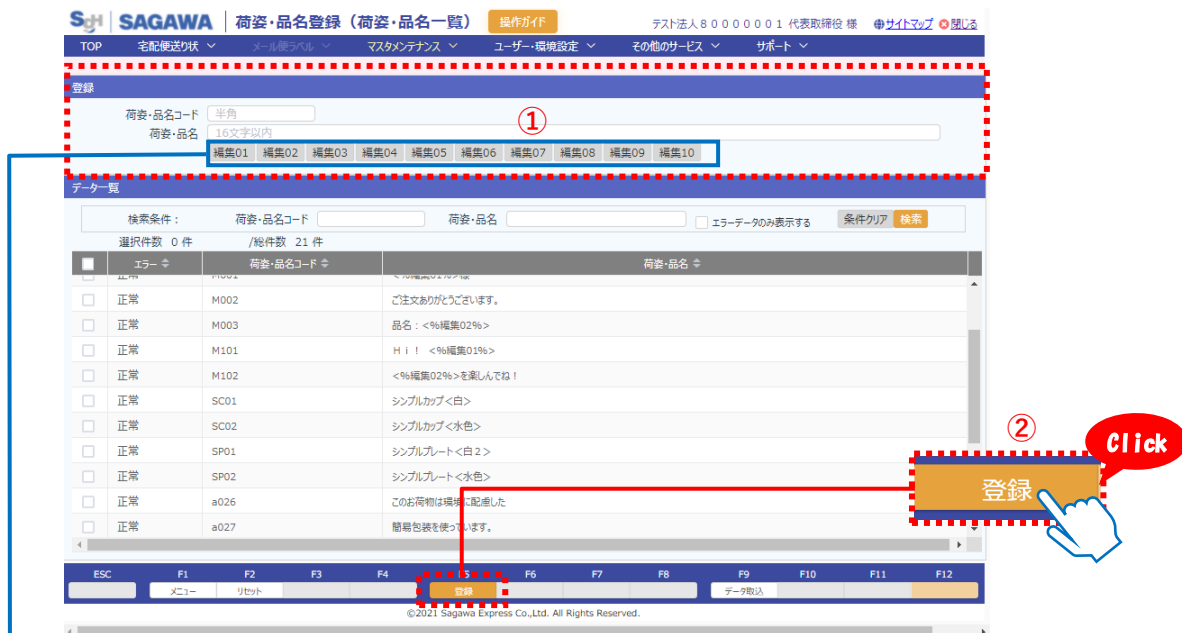 SGH SAGAWA 荷姿・品名登録（荷姿・品名一覧） 操作ガイド テスト法人８００００００１ 代表取締役 様 サイトマップ 閉じる
TOP 宅配便送り状 メール便ラベル マスタメンテナンス ユーザー・環境設定 その他のサービス サポート
登録
荷姿・品名コード 半角
①
荷姿・品名 16文字以内
編集01 編集02 編集03 編集04 編集05 編集06 編集07 編集08 編集09 編集10
データ一覧
検索条件： 荷姿・品名コード 荷姿・品名 エラーデータのみ表示する 条件クリア 検索
選択件数 0 件 /総件数 21 件
エラー 荷姿・品名コード 荷姿・品名
正常 M001 <%編集01%>様
正常 M002 ご注文ありがとうございます。
正常 M003 品名：<%編集02%>
正常 M101 Ｈｉ！ <%編集01%>
正常 M102 <%編集02%>を楽しんでね！
正常 SC01 シンプルカップ＜白＞
正常 SC02 シンプルカップ＜水色＞
②
Click
正常 SP01 シンプルプレート＜白２＞
正常 SP02 シンプルプレート＜水色＞
登録
正常 a026 このお荷物は環境に配慮した
正常 a027 簡易包装を使っています。
ESC F1 F2 F3 F4 F5 F6 F7 F8 F9 F10 F11 F12
メニュー リセット 登録 データ取込
©2021 Sagawa Express Co.,Ltd. All Rights Reserved.